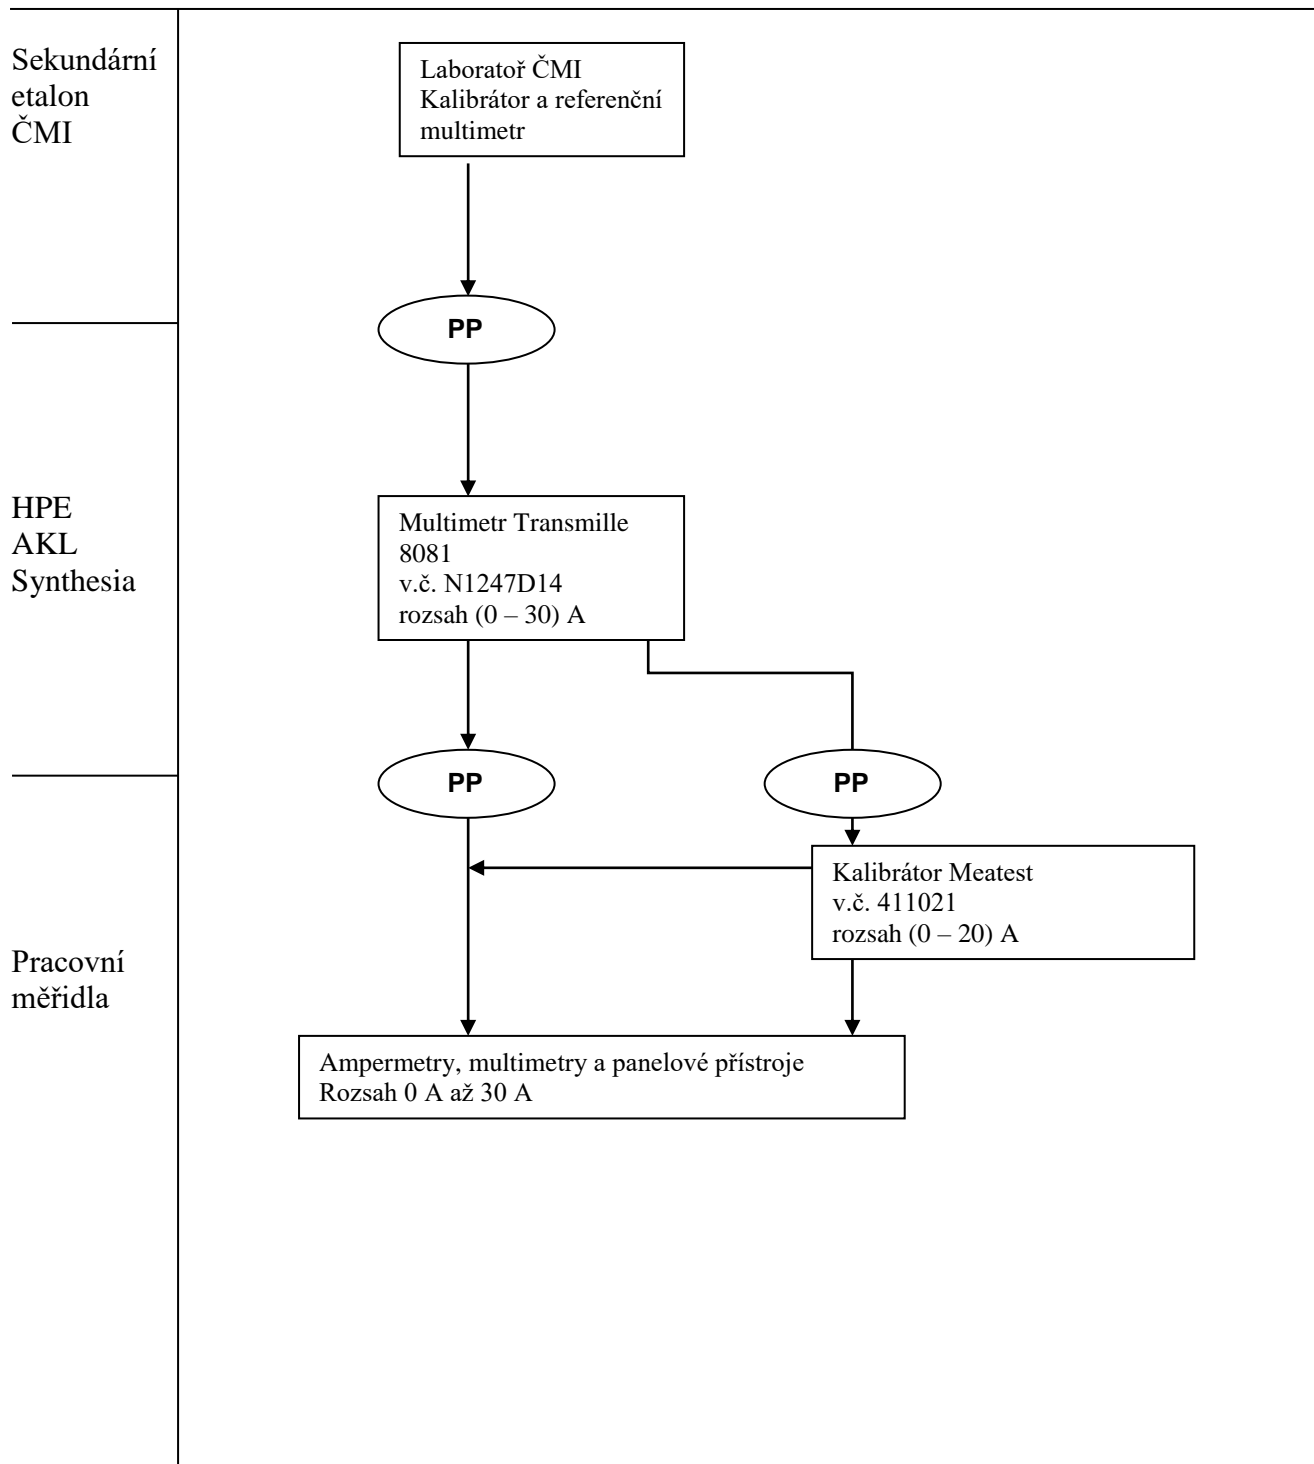 Sekundární
etalon
ČMI
Laboratoř ČMI
Kalibrátor a referenční
multimetr
PP
HPE
AKL
Synthesia
Multimetr Transmille
8081
v.č. N1247D14
rozsah (0 – 30) A
PP
PP
Kalibrátor Meatest
v.č. 411021
rozsah (0 – 20) A
Pracovní
měřidla
Ampermetry, multimetry a panelové přístroje
Rozsah 0 A až 30 A